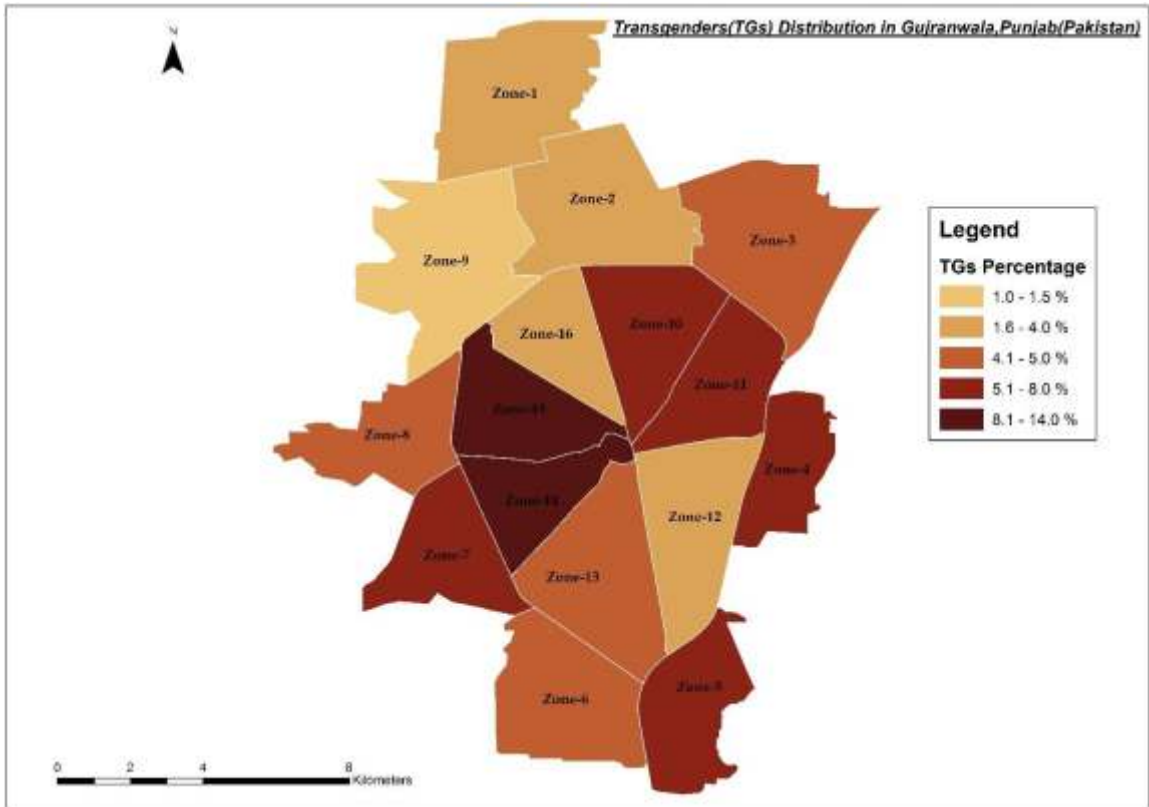 Transgenders(TGs) Distribution in Gujranwala,Punjab(Pakistan)
Z
Zone-1
Zone-2
Zone-3
Zone-9
Legend
TGs Percentage
1.0 - 1.5 %
1.6 - 4.0 %
4.1 - 5.0 %
5.1 - 8.0 %
8.1 - 14.0 %
Zone-16
Zone-10
Zone-11
Zone-8
Zone-4
Zone-12
Zone-7
Zone-13
Zone-5
Zone-6
0 2 4 8
Kilometers